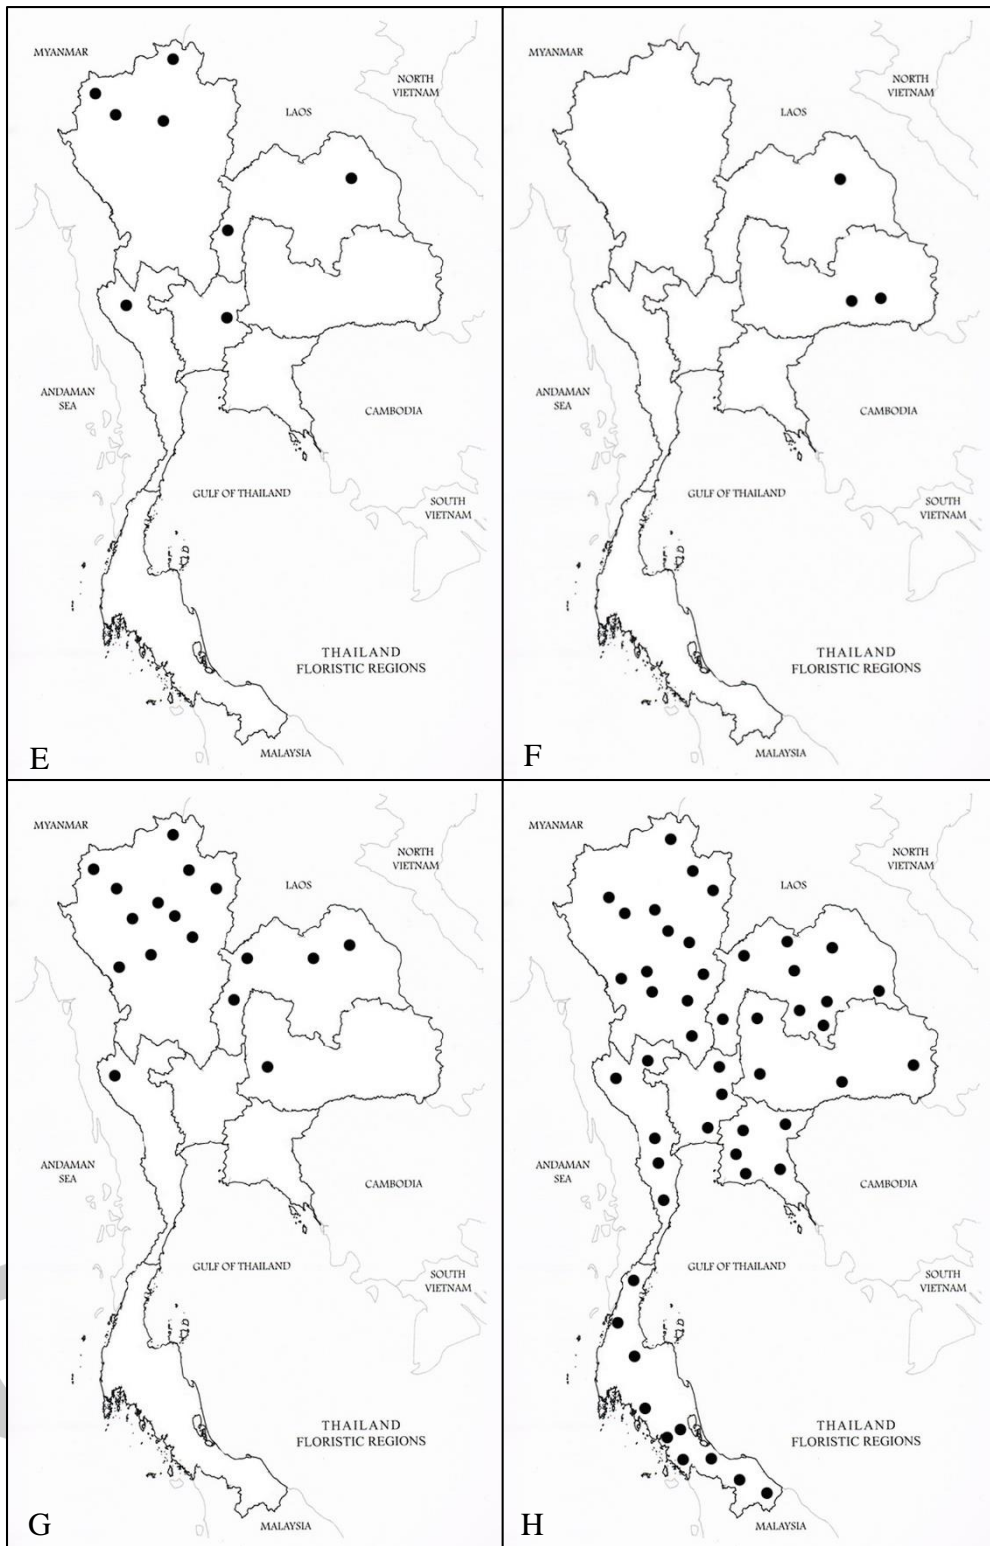 MYANMAR
NORTH
VIETNAM
LAOS
ANDAMAN
SEA
CAMBODIA
GULF OF THAILAND
SOUTH
VIETNAM
THAILAND
FLORISTIC REGIONS
MALAYSIA
E
MYANMAR
NORTH
VIETNAM
LAOS
ANDAMAN
SEA
CAMBODIA
GULF OF THAILAND
SOUTH
VIETNAM
THAILAND
FLORISTIC REGIONS
MALAYSIA
F
MYANMAR
NORTH
VIETNAM
LAOS
ANDAMAN
SEA
CAMBODIA
GULF OF THAILAND
SOUTH
VIETNAM
THAILAND
FLORISTIC REGIONS
MALAYSIA
G
MYANMAR
NORTH
VIETNAM
LAOS
ANDAMAN
SEA
CAMBODIA
GULF OF THAILAND
SOUTH
VIETNAM
THAILAND
FLORISTIC REGIONS
MALAYSIA
H